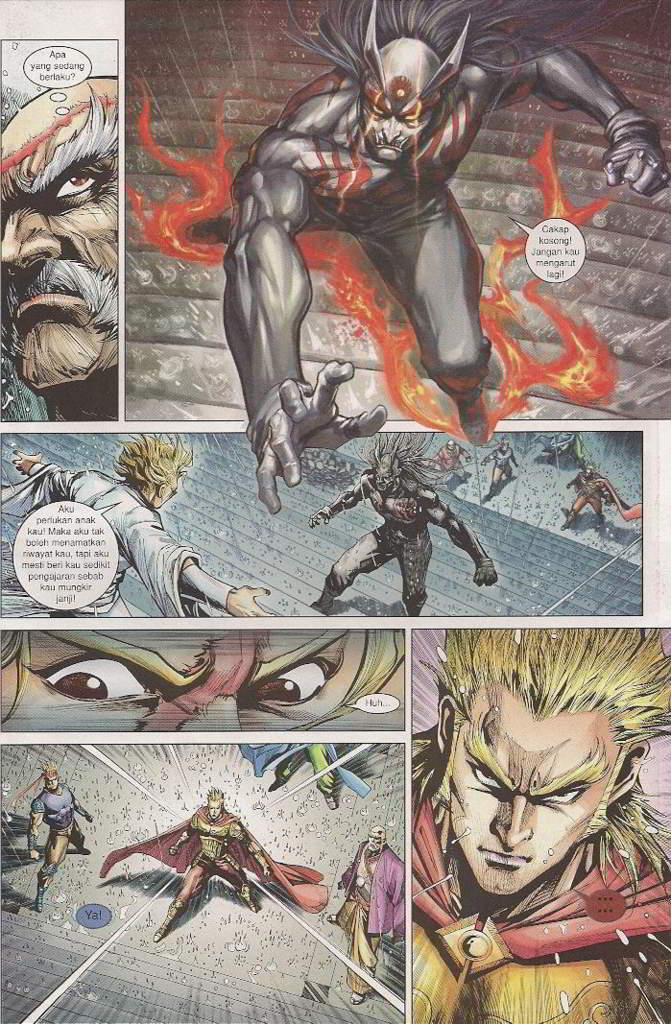 Apa
yang sedang
berlaku?
Cakap
kosong!
Jangan kau
mengarut
lagi!
Aku
perlukan anak
kau! Maka aku tak
boleh menamatkan
riwayat kau, tapi aku
mesti beri kau sedikit
pengajaran sebab
kau mungkir
janji!
Huh...
Ya!
...
...